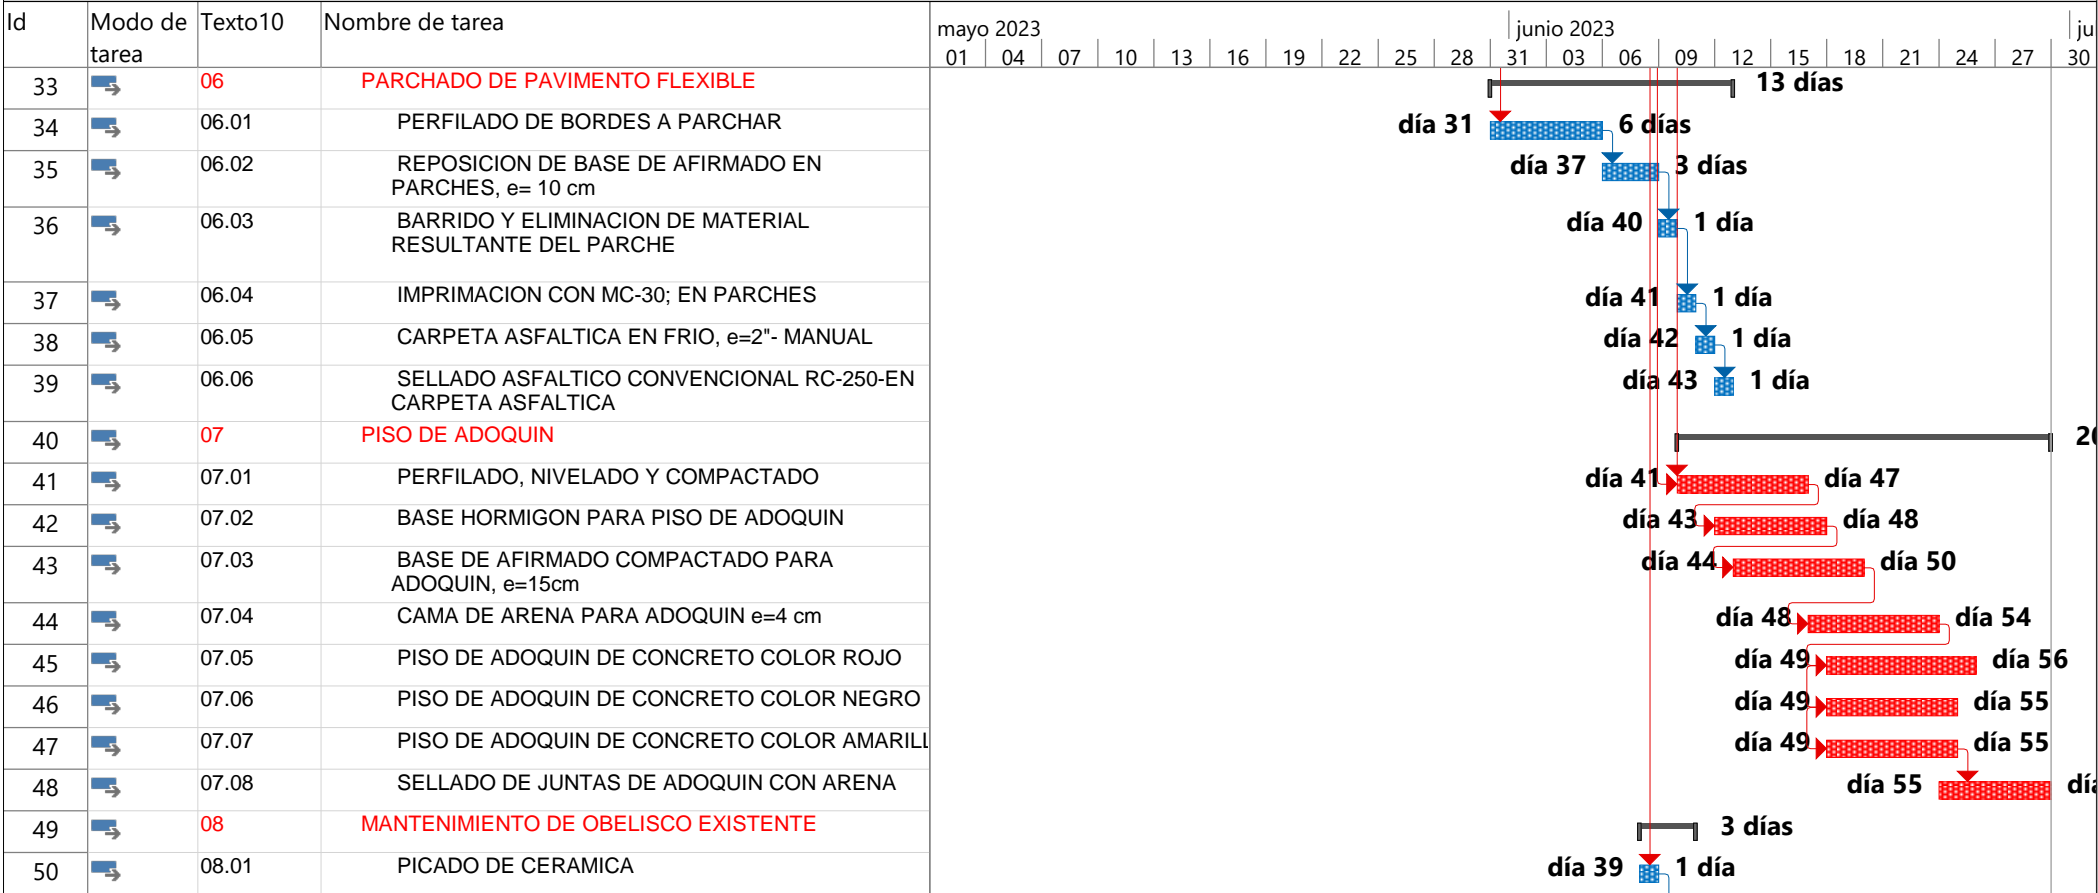 Id Modo de tarea Texto10 Nombre de tarea
mayo 2023 junio 2023 ju
01 04 07 10 13 16 19 22 25 28 31 03 06 09 12 15 18 21 24 27 30
33 06 PARCHADO DE PAVIMENTO FLEXIBLE 13 días
34 06.01 PERFILADO DE BORDES A PARCHAR día 31 6 días
35 06.02 REPOSICION DE BASE DE AFIRMADO EN
PARCHES, e= 10 cm día 37 3 días
36 06.03 BARRIDO Y ELIMINACION DE MATERIAL
RESULTANTE DEL PARCHE día 40 1 día
37 06.04 IMPRIMACION CON MC-30; EN PARCHES día 41 1 día
38 06.05 CARPETA ASFALTICA EN FRIO, e=2"- MANUAL día 42 1 día
39 06.06 SELLADO ASFALTICO CONVENCIONAL RC-250-EN
CARPETA ASFALTICA día 43 1 día
40 07 PISO DE ADOQUIN
41 07.01 PERFILADO, NIVELADO Y COMPACTADO día 41 día 47
42 07.02 BASE HORMIGON PARA PISO DE ADOQUIN día 43 día 48
43 07.03 BASE DE AFIRMADO COMPACTADO PARA
ADOQUIN, e=15cm día 44 día 50
44 07.04 CAMA DE ARENA PARA ADOQUIN e=4 cm día 48 día 54
45 07.05 PISO DE ADOQUIN DE CONCRETO COLOR ROJO día 49 día 56
46 07.06 PISO DE ADOQUIN DE CONCRETO COLOR NEGRO día 49 día 55
47 07.07 PISO DE ADOQUIN DE CONCRETO COLOR AMARILL día 49 día 55
48 07.08 SELLADO DE JUNTAS DE ADOQUIN CON ARENA día 55 día
49 08 MANTENIMIENTO DE OBELISCO EXISTENTE 3 días
50 08.01 PICADO DE CERAMICA día 39 1 día